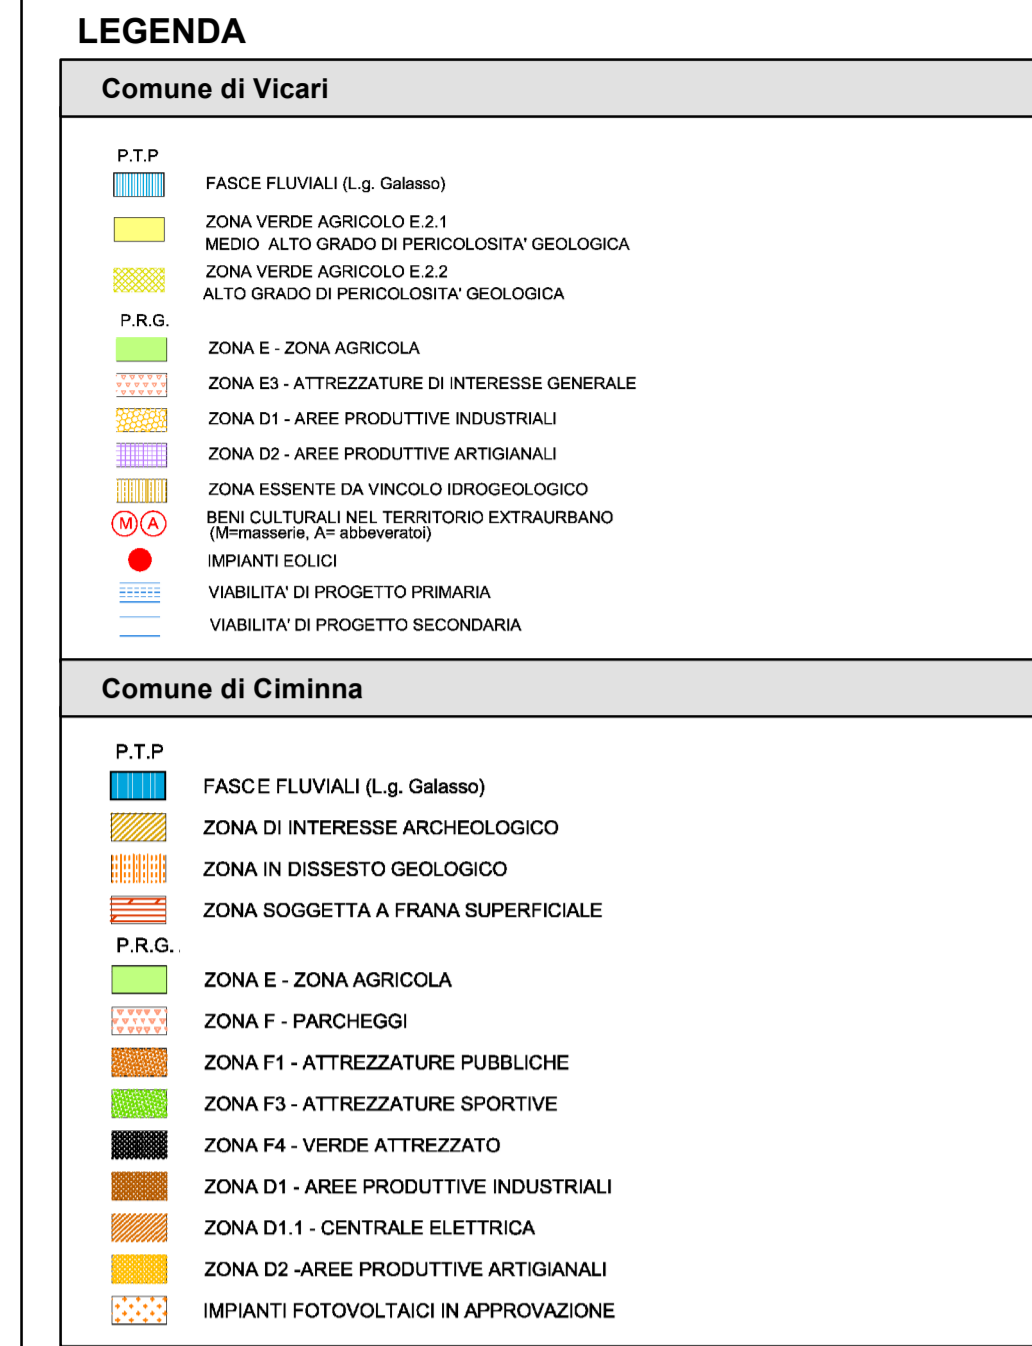 LEGENDA
Comune di Vicari
P.T.P
FASCE FLUVIALI (L.g. Galasso)
ZONA VERDE AGRICOLO E.2.1
MEDIO ALTO GRADO DI PERICOLOSITA' GEOLOGICA
ZONA VERDE AGRICOLO E.2.2
ALTO GRADO DI PERICOLOSITA' GEOLOGICA
P.R.G.
ZONA E - ZONA AGRICOLA
ZONA E3 - ATTREZZATURE DI INTERESSE GENERALE
ZONA D1 - AREE PRODUTTIVE INDUSTRIALI
ZONA D2 - AREE PRODUTTIVE ARTIGIANALI
ZONA ESSENTE DA VINCOLO IDROGEOLOGICO
M A BENI CULTURALI NEL TERRITORIO EXTRAURBANO
(M=masserie, A= abbeveratoi)
IMPIANTI EOLICI
VIABILITA' DI PROGETTO PRIMARIA
VIABILITA' DI PROGETTO SECONDARIA
Comune di Ciminna
P.T.P
FASCE FLUVIALI (L.g. Galasso)
ZONA DI INTERESSE ARCHEOLOGICO
ZONA IN DISSESTO GEOLOGICO
ZONA SOGGETTA A FRANA SUPERFICIALE
P.R.G.
ZONA E - ZONA AGRICOLA
ZONA F - PARCHEGGI
ZONA F1 - ATTREZZATURE PUBBLICHE
ZONA F3 - ATTREZZATURE SPORTIVE
ZONA F4 - VERDE ATTREZZATO
ZONA D1 - AREE PRODUTTIVE INDUSTRIALI
ZONA D1.1 - CENTRALE ELETTRICA
ZONA D2 -AREE PRODUTTIVE ARTIGIANALI
IMPIANTI FOTOVOLTAICI IN APPROVAZIONE